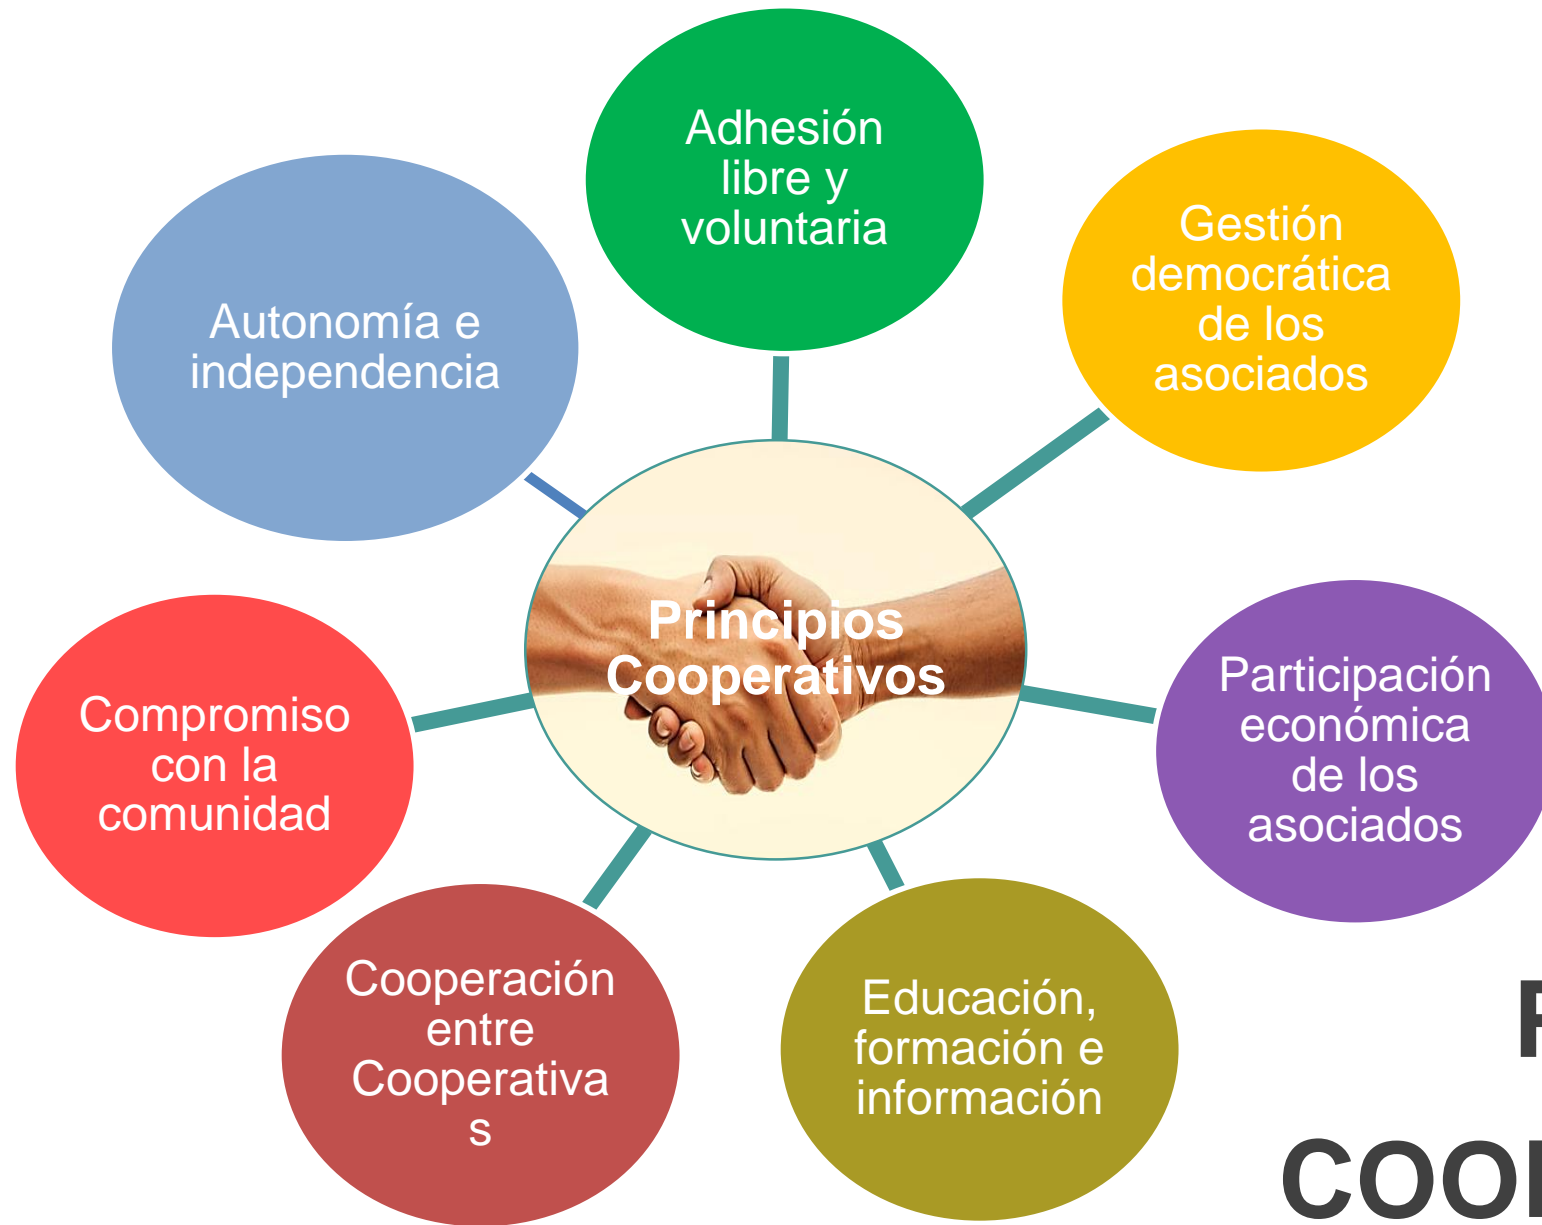 Adhesión
libre y
voluntaria
Gestión
democrática
de los
asociados
Autonomía e
independencia
Principios
Cooperativos
Participación
económica
de los
asociados
Compromiso
con la
comunidad
Cooperación
entre
Cooperativa
s
Educación,
formación e
información